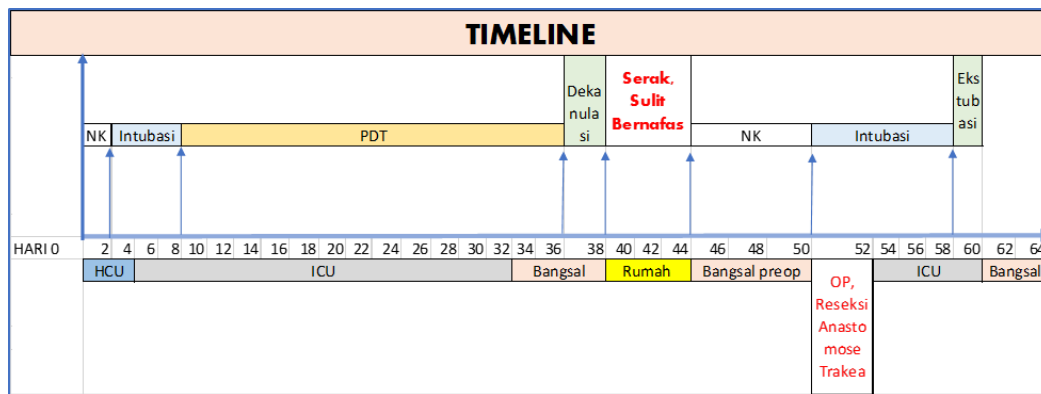 TIMELINE
NK
Intubasi
PDT
Deka
nula
si
Serak,
Sulit
Bernafas
NK
Intubasi
Eks
tub
asi
HARI 0 2 4 6 8 10 12 14 16 18 20 22 24 26 28 30 32 34 36 38 40 42 44 46 48 50 52 54 56 58 60 62 64
HCU
ICU
Bangsal
Rumah
Bangsal preop
OP,
Reseksi
Anasto
mose
Trakea
ICU
Bangsal